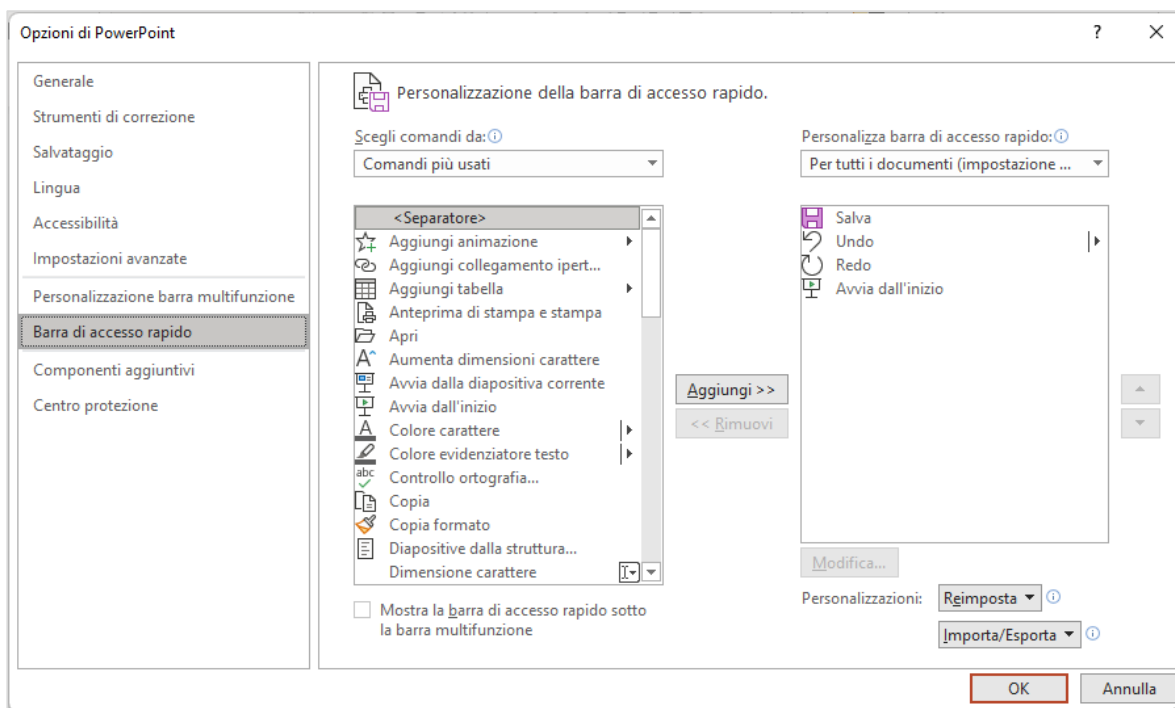 Opzioni di PowerPoint
?
Generale
Strumenti di correzione
Salvataggio
Lingua
Accessibilità
Impostazioni avanzate
Personalizzazione barra multifunzione
Barra di accesso rapido
Componenti aggiuntivi
Centro protezione
Personalizzazione della barra di accesso rapido.
Scegli comandi da:
Comandi più usati
<Separatore>
Aggiungi animazione
Aggiungi collegamento ipert...
Aggiungi tabella
Anteprima di stampa e stampa
Apri
Aumenta dimensioni carattere
Avvia dalla diapositiva corrente
Avvia dall'inizio
Colore carattere
Colore evidenziatore testo
Controllo ortografia...
Copia
Copia formato
Diapositive dalla struttura...
Dimensione carattere
Mostra la barra di accesso rapido sotto
la barra multifunzione
Aggiungi >>
<< Rimuovi
Personalizza barra di accesso rapido:
Per tutti i documenti (impostazione ...
Salva
Undo
Redo
Avvia dall'inizio
Modifica...
Personalizzazioni:
Reimposta
Importa/Esporta
OK
Annulla